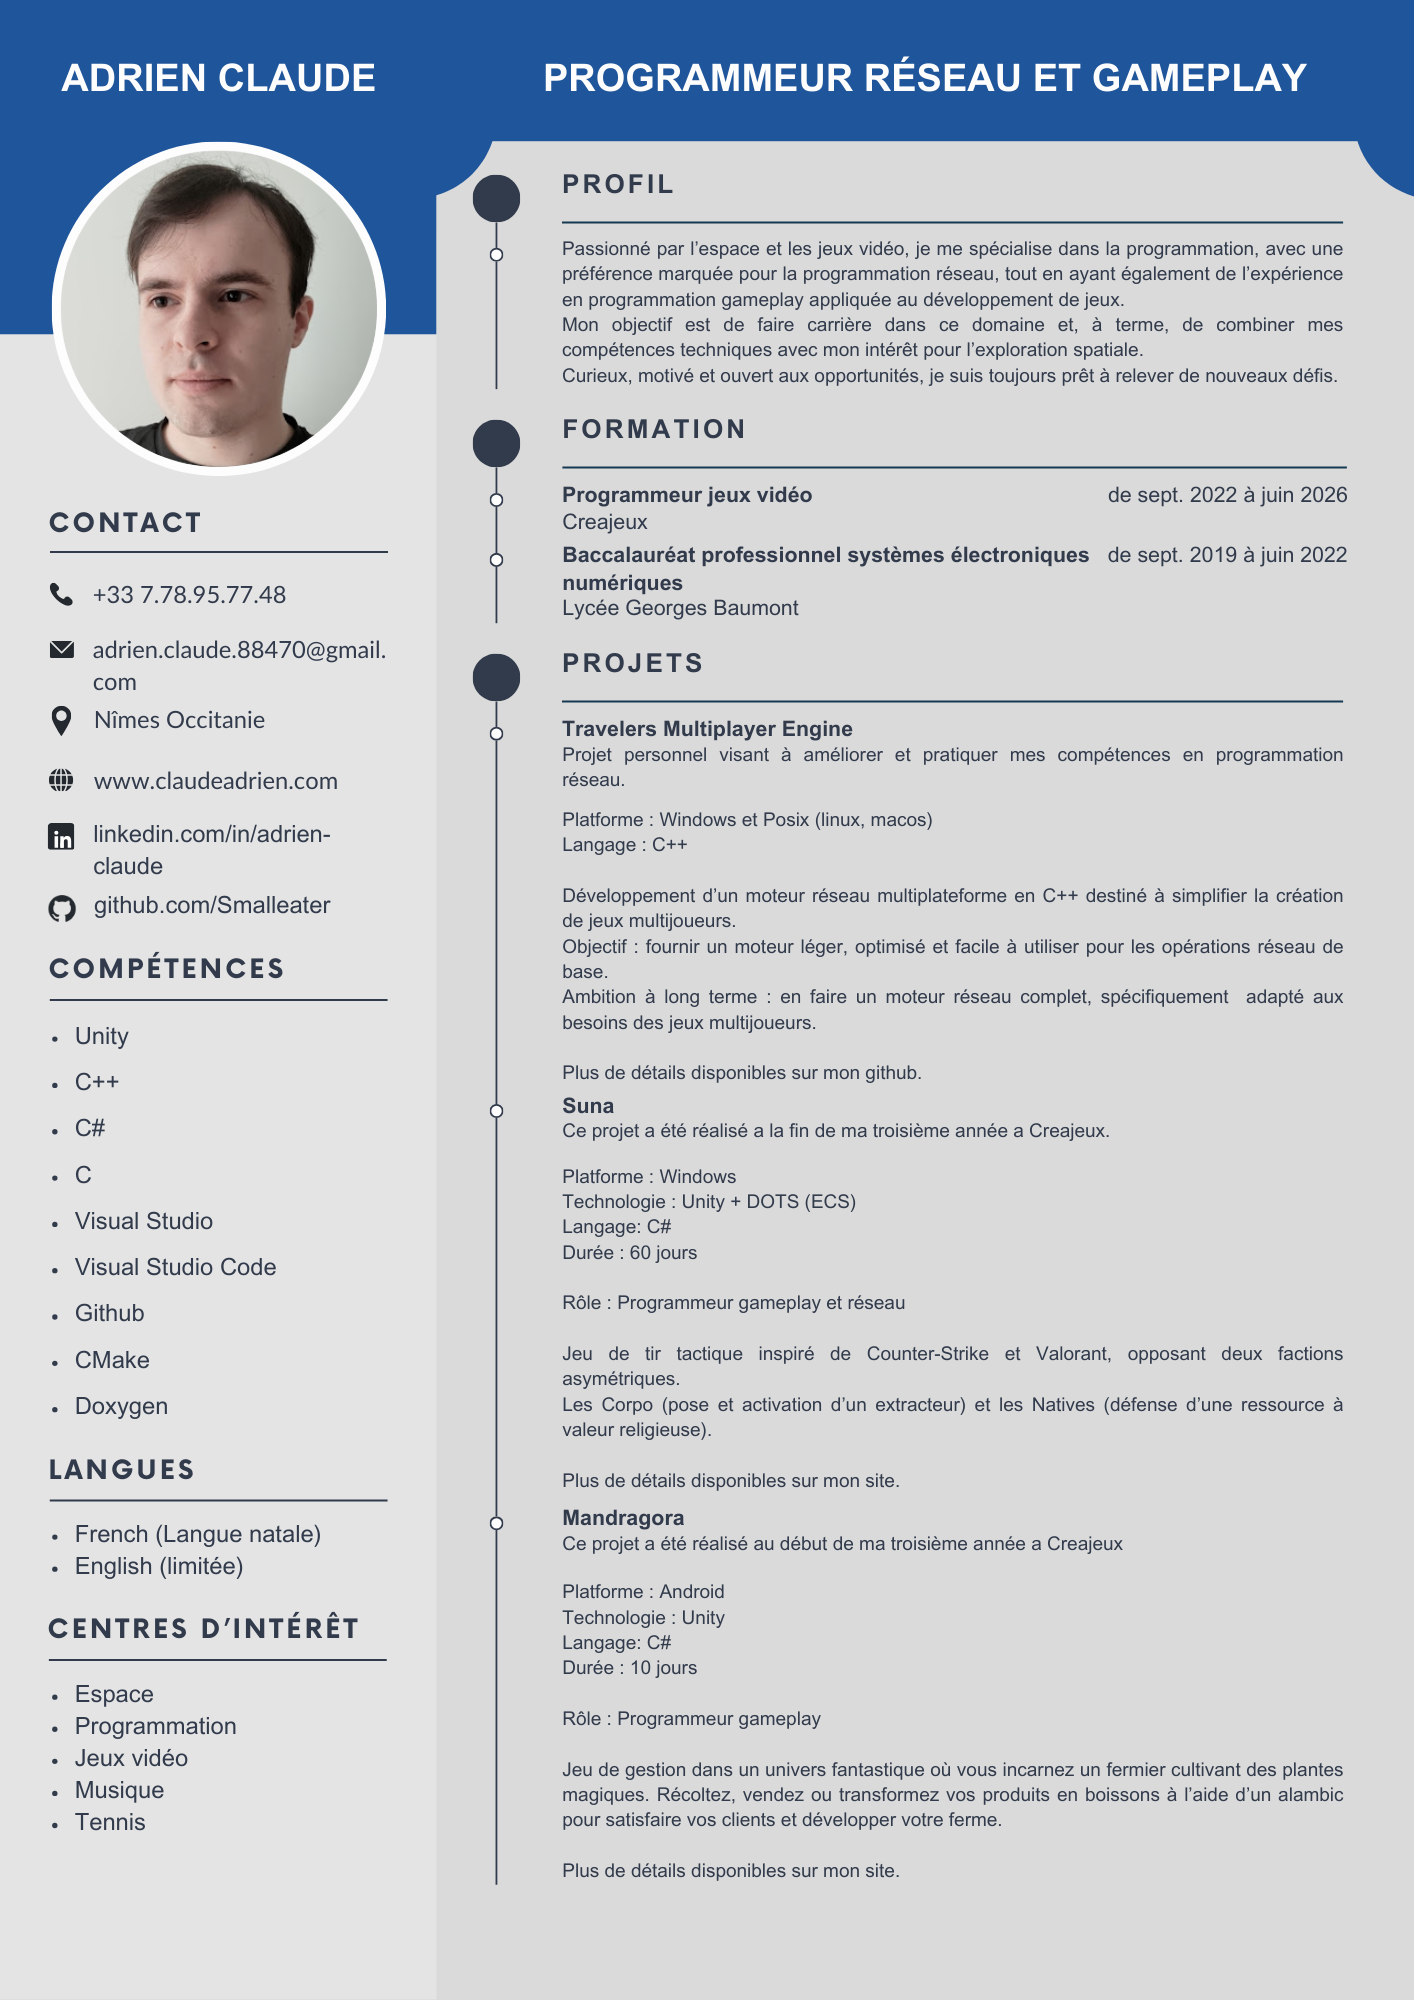 ADRIEN CLAUDE
PROGRAMMEUR RÉSEAU ET GAMEPLAY
CONTACT
+33 7.78.95.77.48
adrien.claude.88470@gmail.
com
Nîmes Occitanie
www.claudeadrien.com
linkedin.com/in/adrien-
claude
github.com/Smalleater
COMPÉTENCES
• Unity
• C++
• C#
• C
• Visual Studio
• Visual Studio Code
• Github
• CMake
• Doxygen
LANGUES
• French (Langue natale)
• English (limitée)
CENTRES D’INTÉRÊT
• Espace
• Programmation
• Jeux vidéo
• Musique
• Tennis
PROFIL
Passionné par l’espace et les jeux vidéo, je me spécialise dans la programmation, avec une
préférence marquée pour la programmation réseau, tout en ayant également de l’expérience
en programmation gameplay appliquée au développement de jeux.
Mon objectif est de faire carrière dans ce domaine et, à terme, de combiner mes
compétences techniques avec mon intérêt pour l’exploration spatiale.
Curieux, motivé et ouvert aux opportunités, je suis toujours prêt à relever de nouveaux défis.
FORMATION
Programmeur jeux vidéo de sept. 2022 à juin 2026
Creajeux
Baccalauréat professionnel systèmes électroniques de sept. 2019 à juin 2022
numériques
Lycée Georges Baumont
PROJETS
Travelers Multiplayer Engine
Projet personnel visant à améliorer et pratiquer mes compétences en programmation
réseau.
Platforme : Windows et Posix (linux, macos)
Langage : C++
Développement d’un moteur réseau multiplateforme en C++ destiné à simplifier la création
de jeux multijoueurs.
Objectif : fournir un moteur léger, optimisé et facile à utiliser pour les opérations réseau de
base.
Ambition à long terme : en faire un moteur réseau complet, spécifiquement adapté aux
besoins des jeux multijoueurs.
Plus de détails disponibles sur mon github.
Suna
Ce projet a été réalisé a la fin de ma troisième année a Creajeux.
Platforme : Windows
Technologie : Unity + DOTS (ECS)
Langage: C#
Durée : 60 jours
Rôle : Programmeur gameplay et réseau
Jeu de tir tactique inspiré de Counter-Strike et Valorant, opposant deux factions
asymétriques.
Les Corpo (pose et activation d’un extracteur) et les Natives (défense d’une ressource à
valeur religieuse).
Plus de détails disponibles sur mon site.
Mandragora
Ce projet a été réalisé au début de ma troisième année a Creajeux
Platforme : Android
Technologie : Unity
Langage: C#
Durée : 10 jours
Rôle : Programmeur gameplay
Jeu de gestion dans un univers fantastique où vous incarnez un fermier cultivant des plantes
magiques. Récoltez, vendez ou transformez vos produits en boissons à l’aide d’un alambic
pour satisfaire vos clients et développer votre ferme.
Plus de détails disponibles sur mon site.